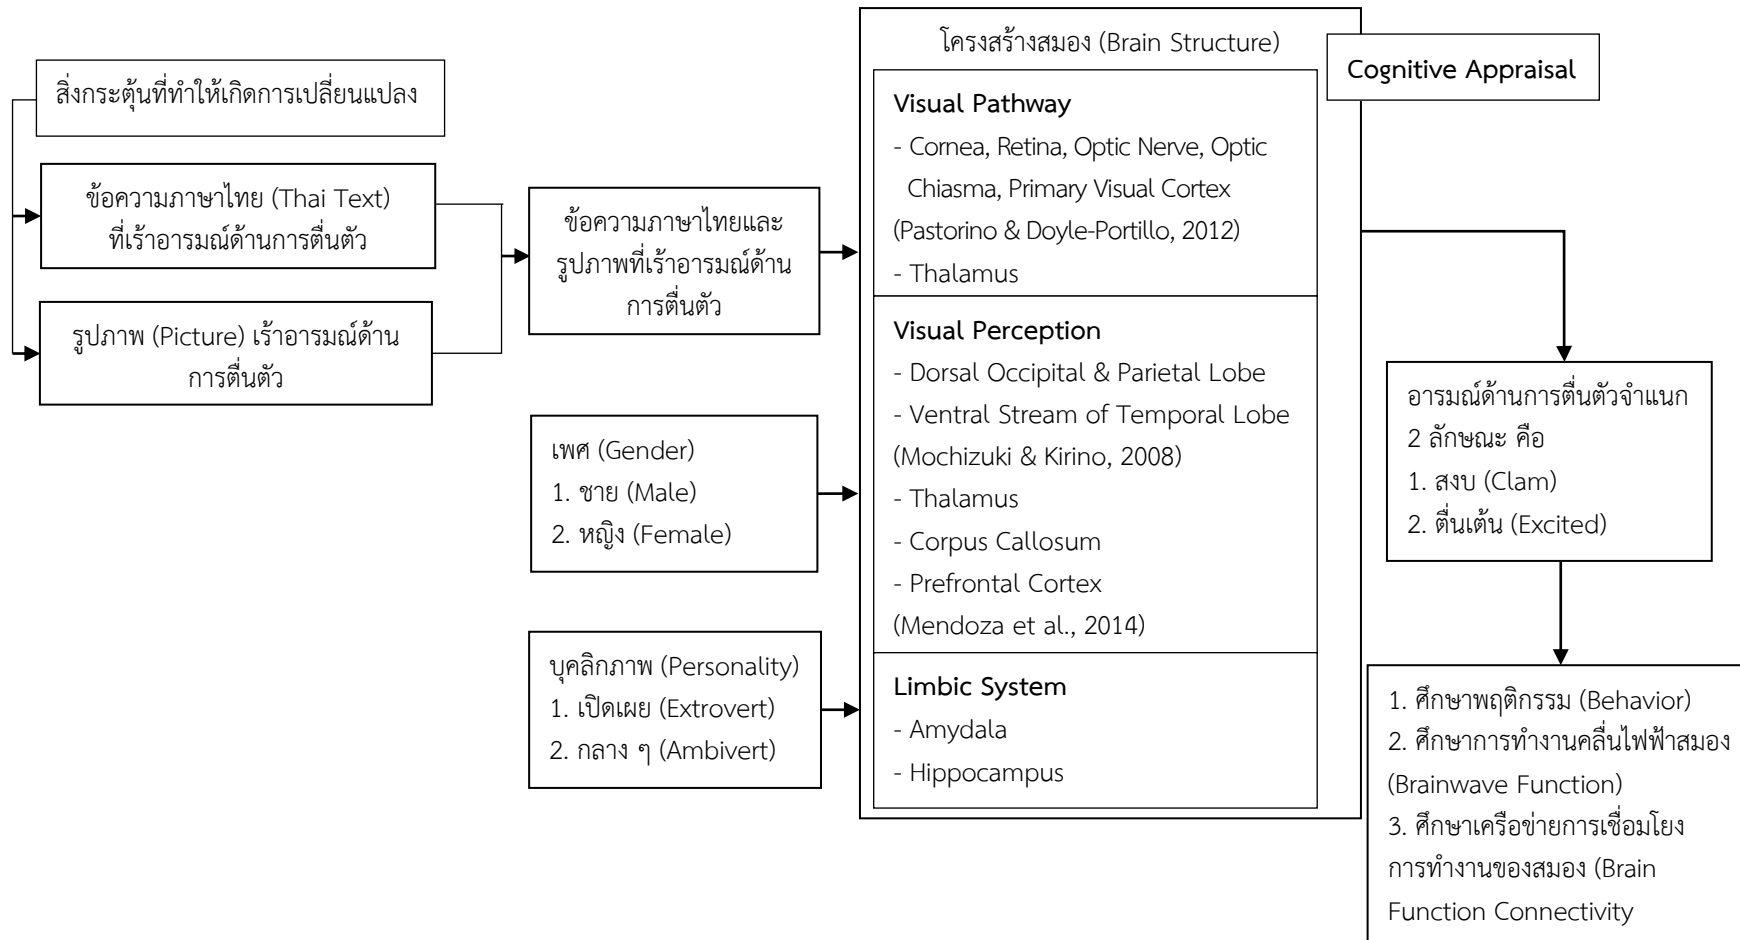 สิ่งกระตุ้นที่ทำให้เกิดการเปลี่ยนแปลง
ข้อความภาษาไทย (Thai Text)
ที่เร้าอารมณ์ด้านการตื่นตัว
รูปภาพ (Picture) เร้าอารมณ์ด้าน
การตื่นตัว
ข้อความภาษาไทยและ
รูปภาพที่เร้าอารมณ์ด้าน
การตื่นตัว
เพศ (Gender)
1. ชาย (Male)
2. หญิง (Female)
บุคลิกภาพ (Personality)
1. เปิดเผย (Extrovert)
2. กลาง ๆ (Ambivert)
โครงสร้างสมอง (Brain Structure)
Cognitive Appraisal
Visual Pathway
- Cornea, Retina, Optic Nerve, Optic
Chiasma, Primary Visual Cortex
(Pastorino & Doyle-Portillo, 2012)
- Thalamus
Visual Perception
- Dorsal Occipital & Parietal Lobe
- Ventral Stream of Temporal Lobe
(Mochizuki & Kirino, 2008)
- Thalamus
- Corpus Callosum
- Prefrontal Cortex
(Mendoza et al., 2014)
Limbic System
- Amydala
- Hippocampus
อารมณ์ด้านการตื่นตัวจำแนก
2 ลักษณะ คือ
1. สงบ (Clam)
2. ตื่นเต้น (Excited)
1. ศึกษาพฤติกรรม (Behavior)
2. ศึกษาการทำงานคลื่นไฟฟ้าสมอง
(Brainwave Function)
3. ศึกษาเครือข่ายการเชื่อมโยง
การทำงานของสมอง (Brain
Function Connectivity